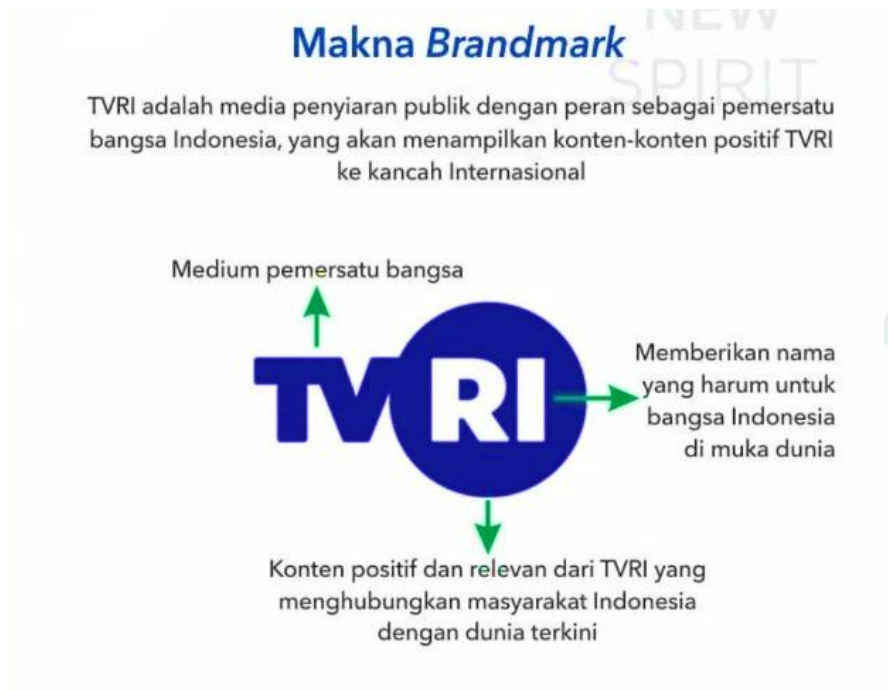 NEW
SPIRIT
Makna Brandmark
TVRI adalah media penyiaran publik dengan peran sebagai pemersatu
bangsa Indonesia, yang akan menampilkan konten-konten positif TVRI
ke kancah Internasional
Medium pemersatu bangsa
TVRI
Memberikan nama
yang harum untuk
bangsa Indonesia
di muka dunia
Konten positif dan relevan dari TVRI yang
menghubungkan masyarakat Indonesia
dengan dunia terkini